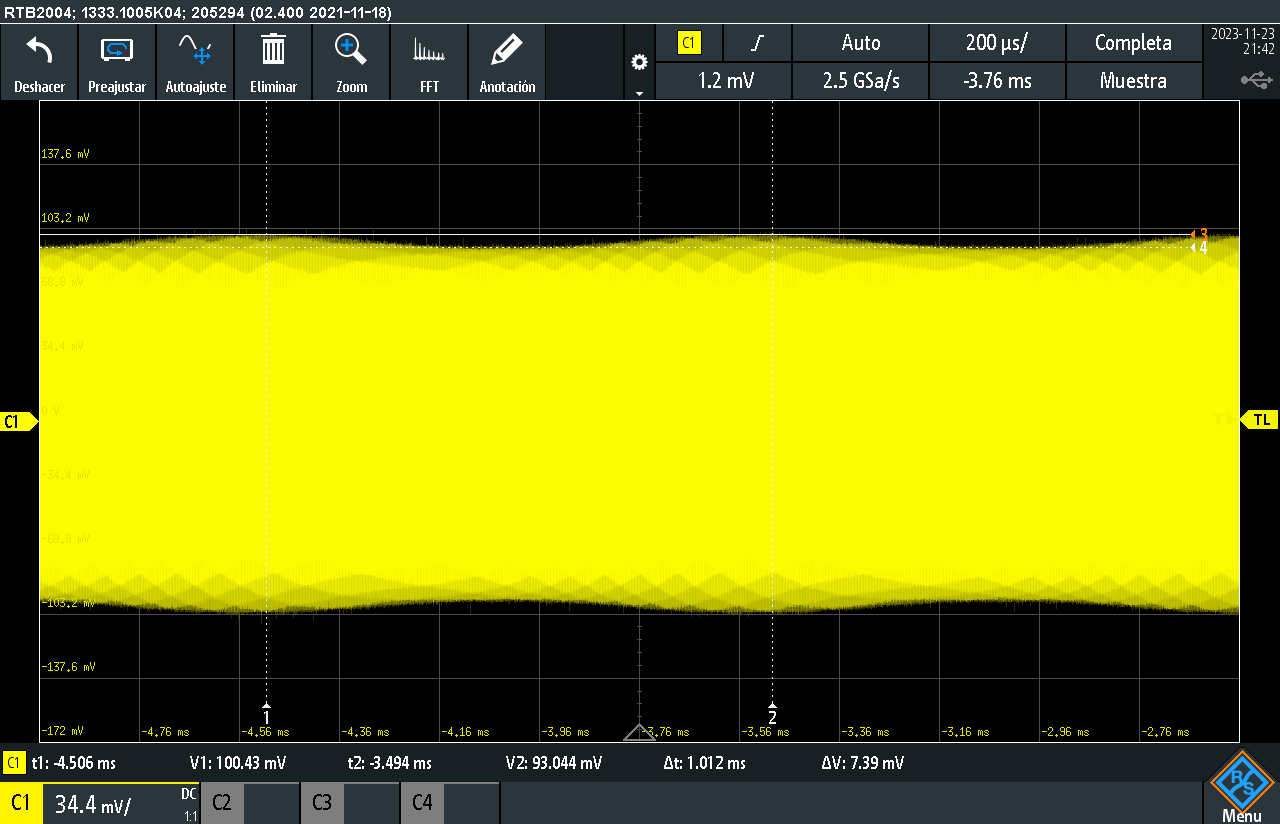 RTB2004; 1333.1005K04; 205294 (02.400 2021-11-18)
Deshacer
Preajustar
Autoajuste
Eliminar
Zoom
FFT
Anotación
C1
Auto
200 µs/
Completa
1.2 mV
2.5 GSa/s
-3.76 ms
Muestra
2023-11-23
21:42
137.6 mV
103.2 mV
68.8 mV
34.4 mV
0 V
-34.4 mV
-68.8 mV
-103.2 mV
-137.6 mV
-172 mV
3
4
C1
T
TL
1
2
-4.76 ms
-4.56 ms
-4.36 ms
-4.16 ms
-3.96 ms
-3.76 ms
-3.56 ms
-3.36 ms
-3.16 ms
-2.96 ms
-2.76 ms
C1 t1: -4.506 ms V1: 100.43 mV t2: -3.494 ms V2: 93.044 mV Δt: 1.012 ms ΔV: 7.39 mV
C1 34.4 mV/ DC 1:1 C2 C3 C4
R&S
Menu